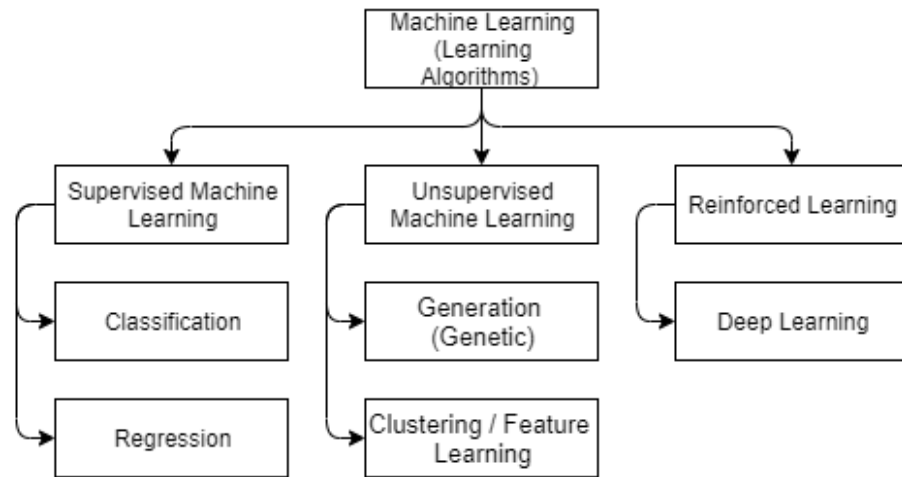 Machine Learning
(Learning
Algorithms)
Supervised Machine
Learning
Unsupervised
Machine Learning
Reinforced Learning
Classification
Generation
(Genetic)
Deep Learning
Regression
Clustering / Feature
Learning